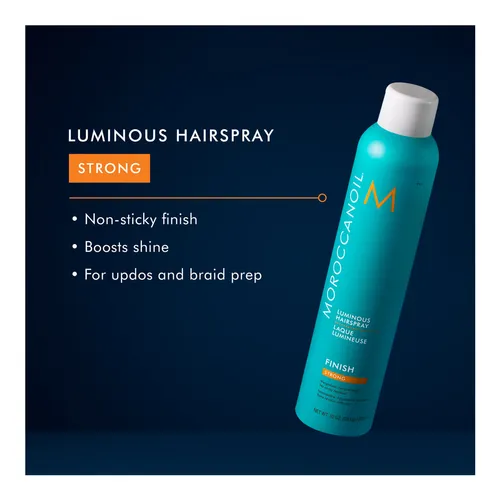 LUMINOUS HAIRSPRAY
STRONG
• Non-sticky finish
• Boosts shine
• For updos and braid prep
MOROCCANOIL
M
LUMINOUS
HAIRSPRAY
LAQUE
LUMINEUSE
FINISH
STRONG